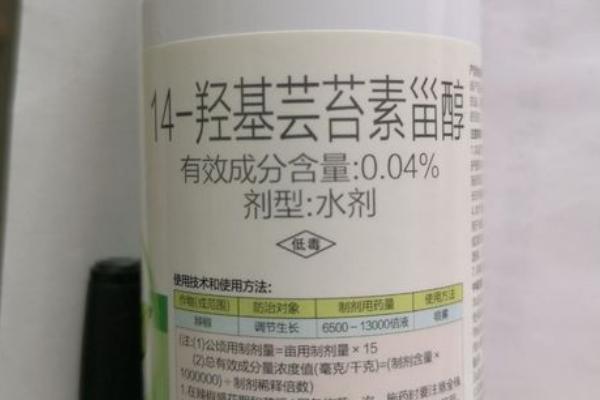 14-羟基芸苔素甾醇
有效成分含量:0.04%
剂型:水剂
低毒
使用技术和使用方法:
作物(或范围) 防治对象 制剂用药量 使用方法
辣椒 调节生长 6500-13000倍液 喷雾
(注:(1)公顷用制剂量=亩用制剂量×15
(2)总有效成分量浓度值(毫克/千克)=(制剂含量×
1000000)÷制剂稀释倍数)